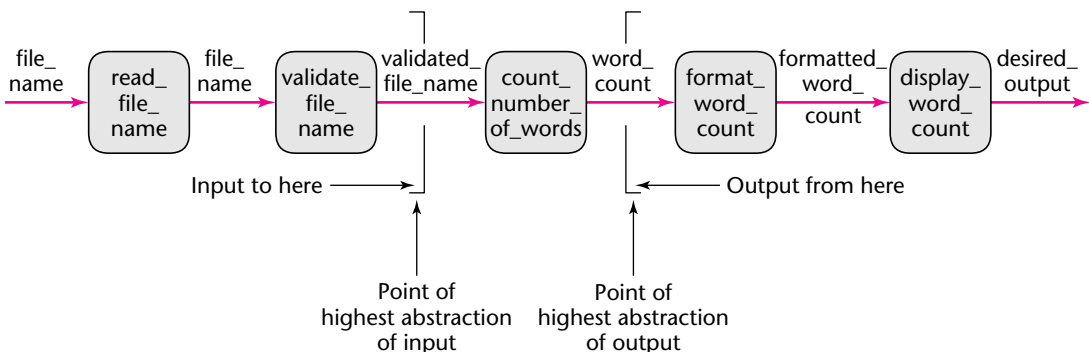 file_
name
read_
file_
name
file_
name
validate_
file_
name
validated_
file_name
count_
number_
of_words
word_
count
format_
word_
count
formatted_
word_
count
display_
word_
count
desired_
output
Input to here
Output from here
Point of
highest abstraction
of input
Point of
highest abstraction
of output